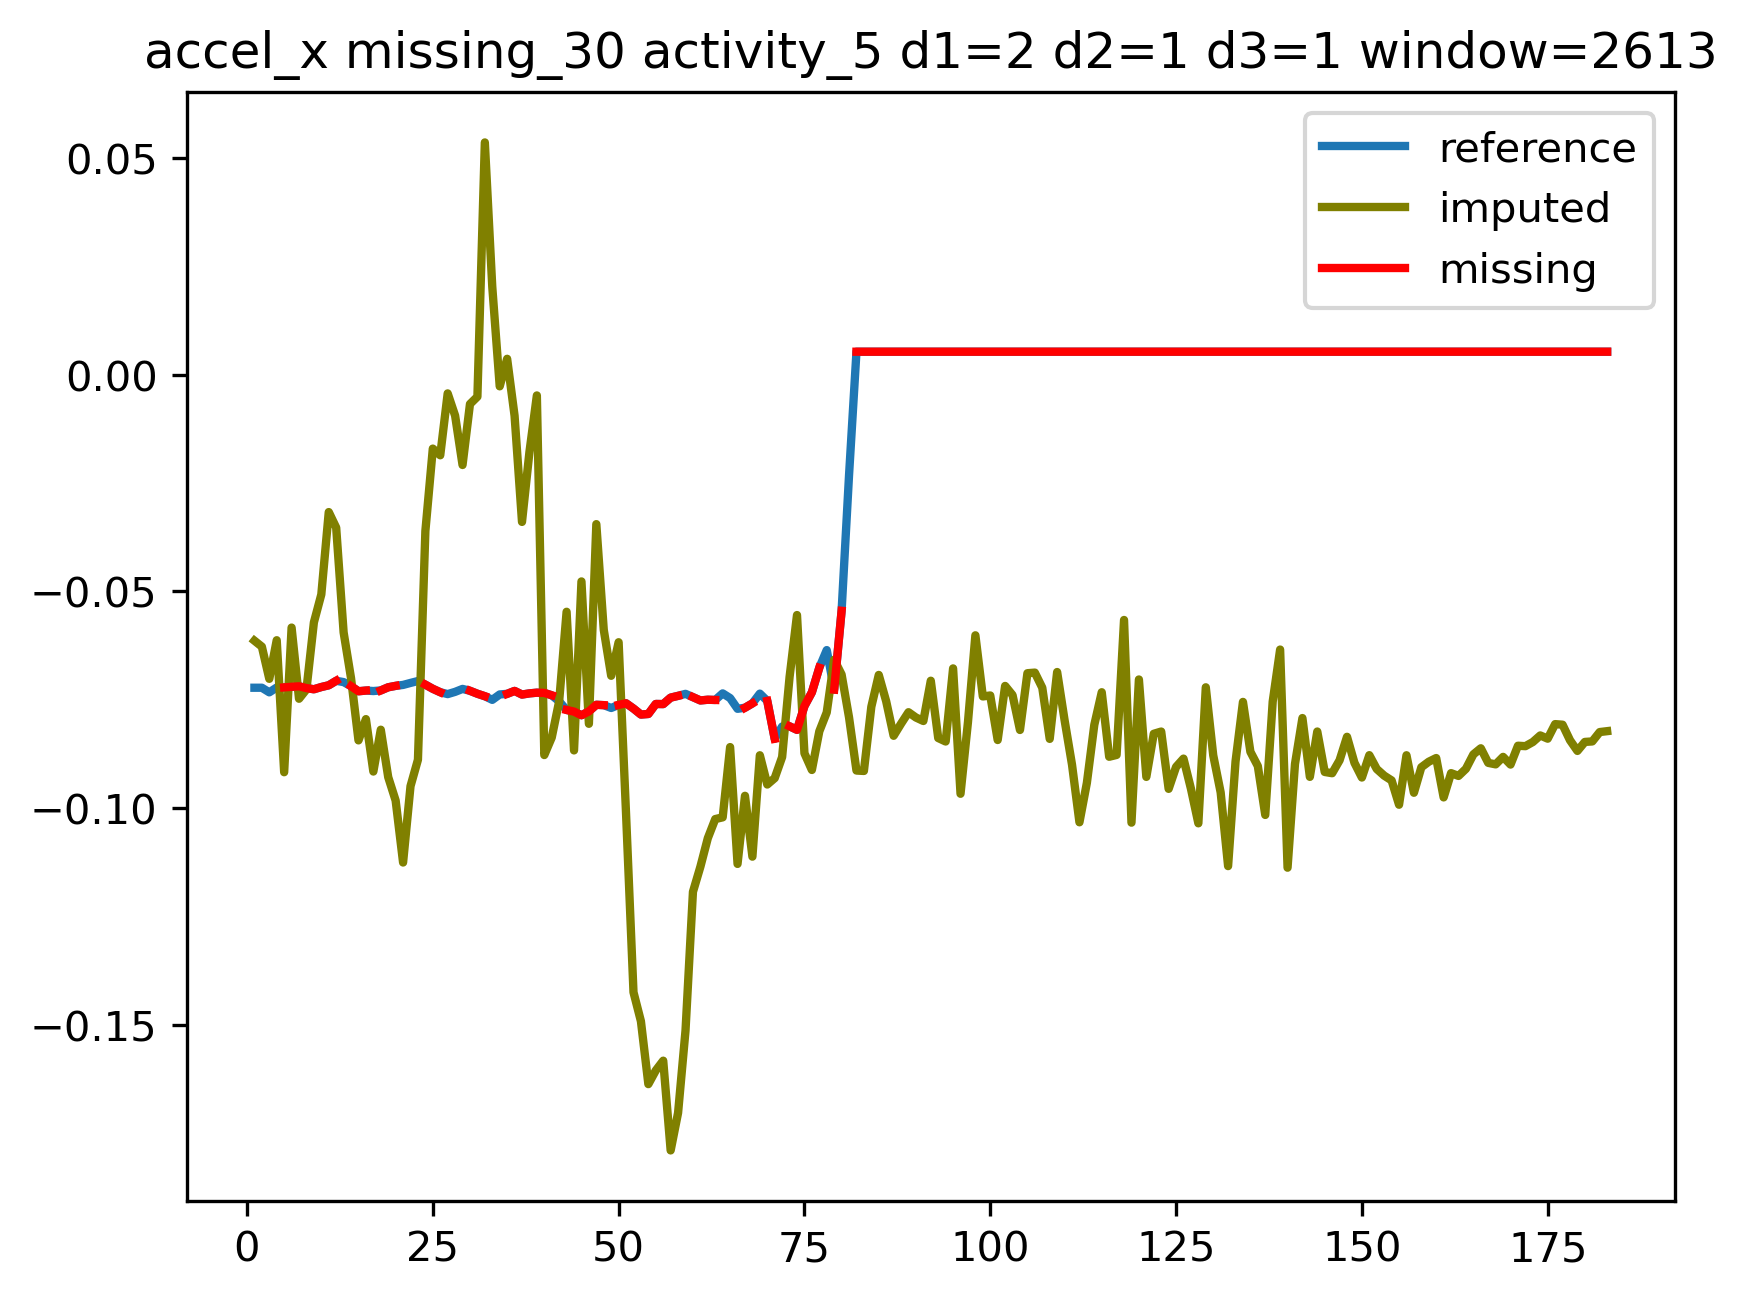 accel_x missing_30 activity_5 d1=2 d2=1 d3=1 window=2613
reference
imputed
missing
0.05
0.00
−0.05
−0.10
−0.15
0 25 50 75 100 125 150 175